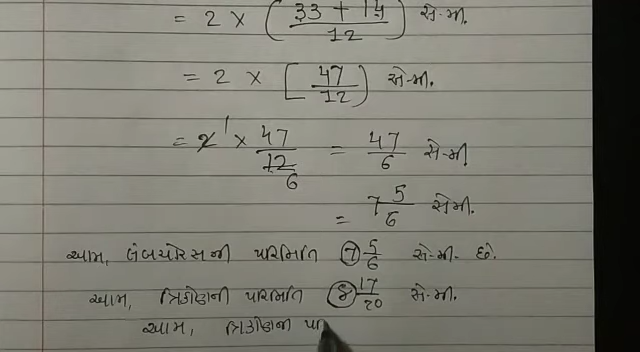 = 2 × (33 + 14 / 12) સે.મી.
= 2 × [47 / 12) સે.મી.
= 2 1 × 47 / 12 6 = 47 / 6 સે.મી.
= 7 5/6 સેમી.
આમ, લંબચોરસની પરિમિતિ 7 5/6 સે.મી. છે.
આમ, ત્રિકોણની પરિમિતિ 8 17/20 સે.મી.
આમ, ત્રિકોણની પ